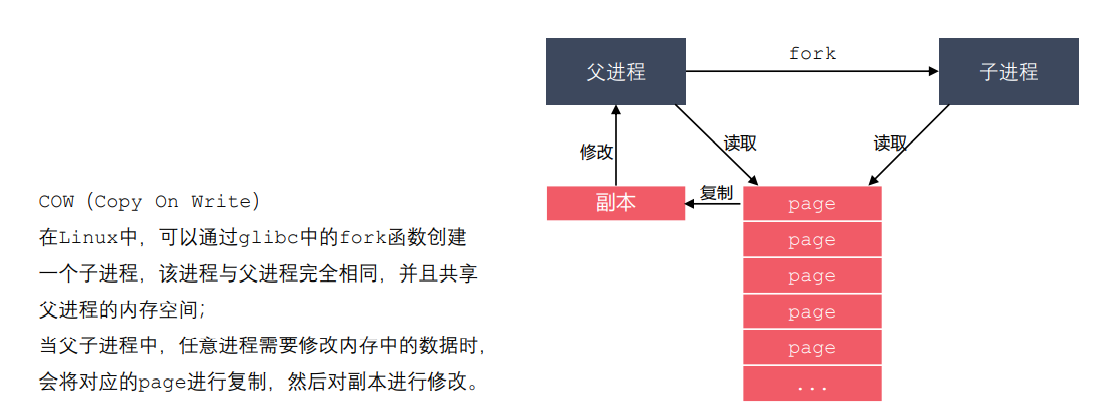 fork
父进程
子进程
读取
读取
修改
复制
副本
page
page
page
page
page
...
COW（Copy On Write）
在Linux中，可以通过glibc中的fork函数创建
一个子进程，该进程与父进程完全相同，并且共享
父进程的内存空间；
当父子进程中，任意进程需要修改内存中的数据时，
会将对应的page进行复制，然后对副本进行修改。